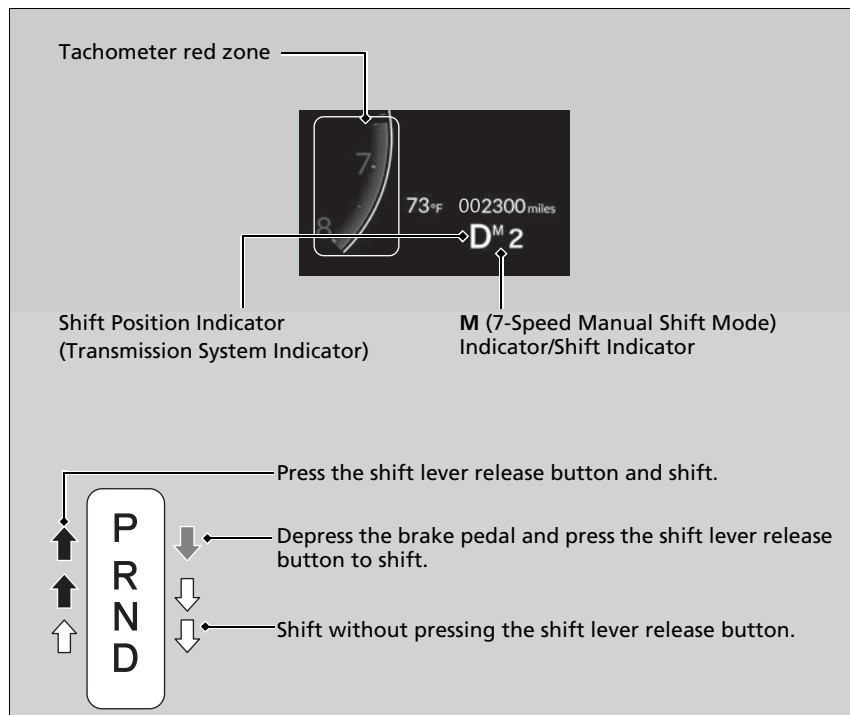 Tachometer red zone
7
8
73°F 002300 miles
DM 2
Shift Position Indicator
(Transmission System Indicator)
M (7-Speed Manual Shift Mode)
Indicator/Shift Indicator
Press the shift lever release button and shift.
Depress the brake pedal and press the shift lever release
button to shift.
Shift without pressing the shift lever release button.
P
R
N
D